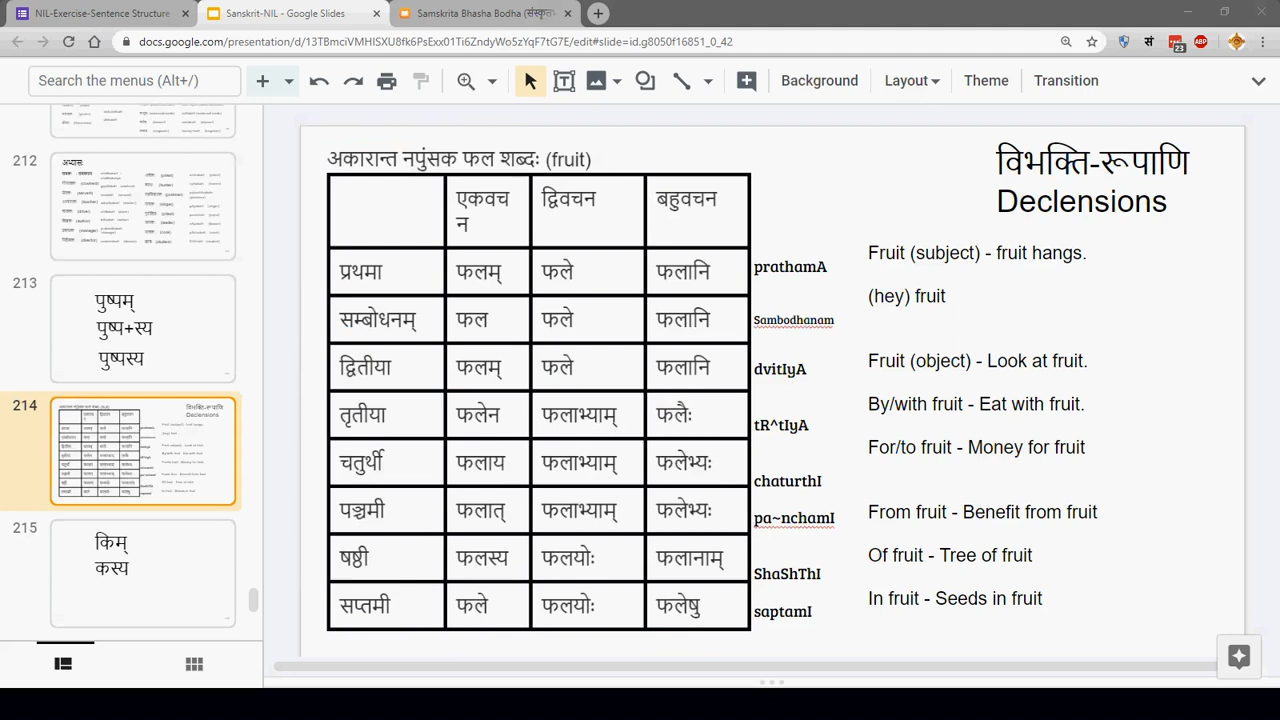 NIL-Exercise-Sentence Structure
Sanskrit-NIL - Google Slides
Samskrita Bhasha Bodha (संस्कृत
docs.google.com/presentation/d/13TBmciVMHISXU8fk6PsExx01Ti6ZndyWo5zYqF7tG7E/edit#slide=id.g8050f16851_0_42
सं
23
ABP
Search the menus (Alt+/)
Background
Layout
Theme
Transition
212
अभ्यासः
213
पुष्पम्
पुष्प+स्य
पुष्पस्य
214
215
किम्
कस्य
अकारान्त नपुंसक फल शब्दः (fruit)
विभक्ति-रूपाणि
Declensions
एकवच
न
द्विवचन
बहुवचन
प्रथमा फलम् फले फलानि prathamA Fruit (subject) - fruit hangs.
सम्बोधनम् फल फले फलानि Sambodhanam (hey) fruit
द्वितीया फलम् फले फलानि dvitIyA Fruit (object) - Look at fruit.
तृतीया फलेन फलाभ्याम् फलैः tR^tIyA By/with fruit - Eat with fruit.
चतुर्थी फलाय फलाभ्याम् फलेभ्यः chaturthI For/to fruit - Money for fruit
पञ्चमी फलात् फलाभ्याम् फलेभ्यः pa~nchamI From fruit - Benefit from fruit
षष्ठी फलस्य फलयोः फलानाम् ShaShThI Of fruit - Tree of fruit
सप्तमी फले फलयोः फलेषु saptamI In fruit - Seeds in fruit